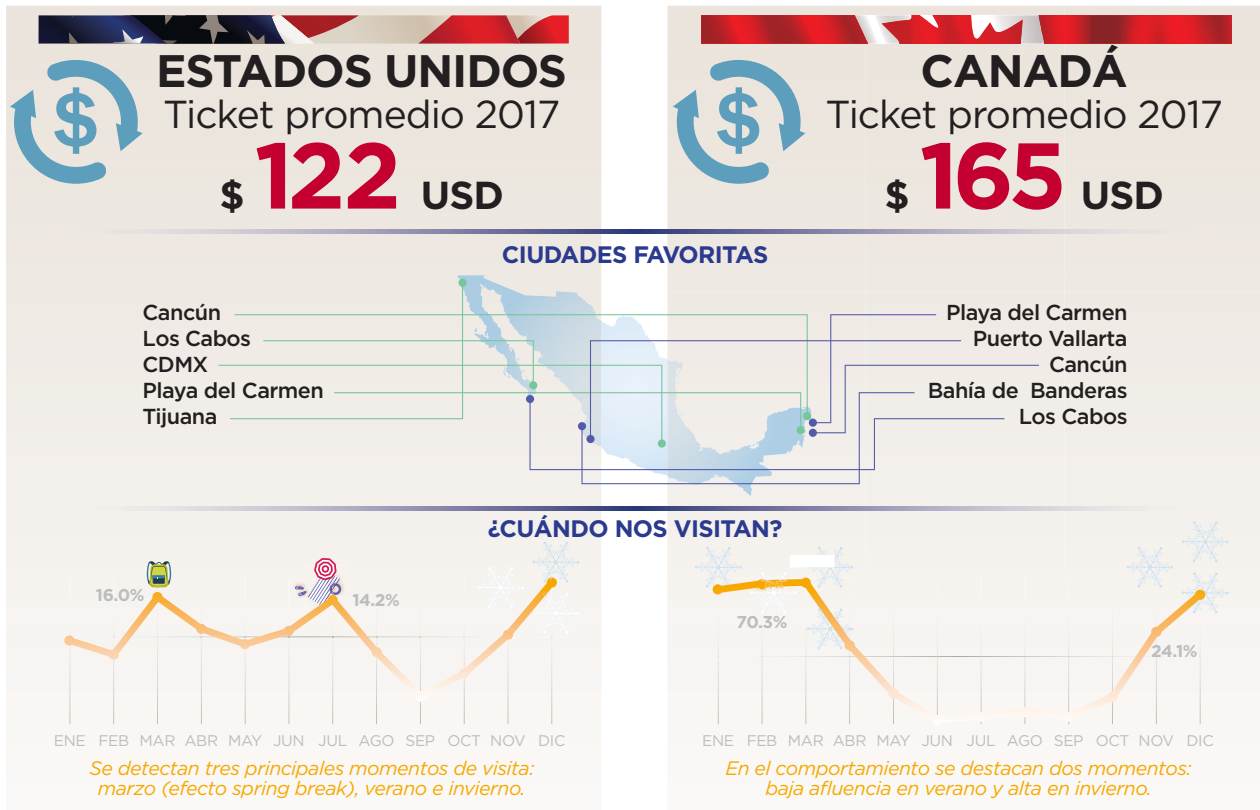 ESTADOS UNIDOS
Ticket promedio 2017
$ 122 USD
CANADÁ
Ticket promedio 2017
$ 165 USD
CIUDADES FAVORITAS
Cancún
Los Cabos
CDMX
Playa del Carmen
Tijuana
Playa del Carmen
Puerto Vallarta
Cancún
Bahía de Banderas
Los Cabos
¿CUÁNDO NOS VISITAN?
16.0%
14.2%
ENE FEB MAR ABR MAY JUN JUL AGO SEP OCT NOV DIC
Se detectan tres principales momentos de visita:
marzo (efecto spring break), verano e invierno.
70.3%
24.1%
ENE FEB MAR ABR MAY JUN JUL AGO SEP OCT NOV DIC
En el comportamiento se destacan dos momentos:
baja afluencia en verano y alta en invierno.